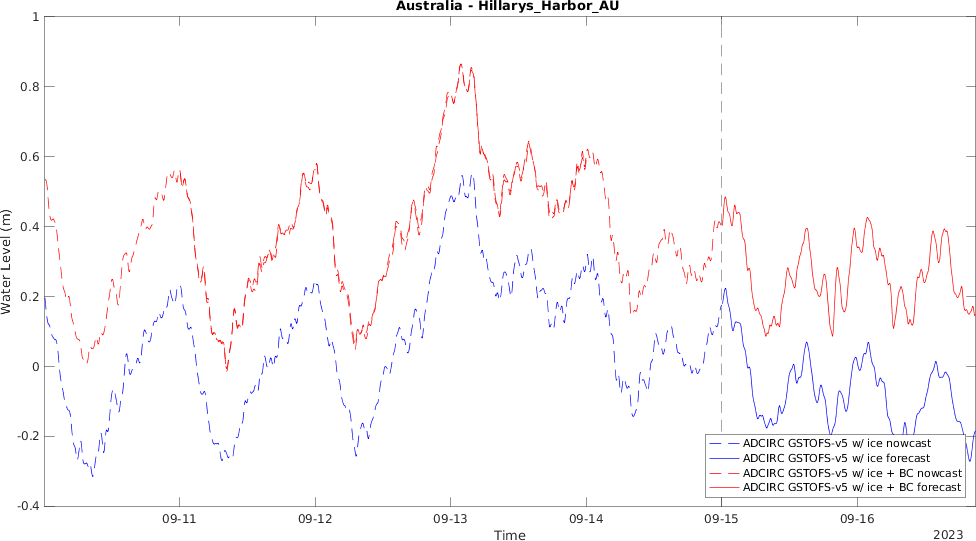 Australia - Hillarys_Harbor_AU
1
0.8
0.6
0.4
0.2
0
-0.2
-0.4
Water Level (m)
09-11
09-12
09-13
09-14
09-15
09-16
Time
2023
ADCIRC GSTOFS-v5 w/ ice nowcast
ADCIRC GSTOFS-v5 w/ ice forecast
ADCIRC GSTOFS-v5 w/ ice + BC nowcast
ADCIRC GSTOFS-v5 w/ ice + BC forecast